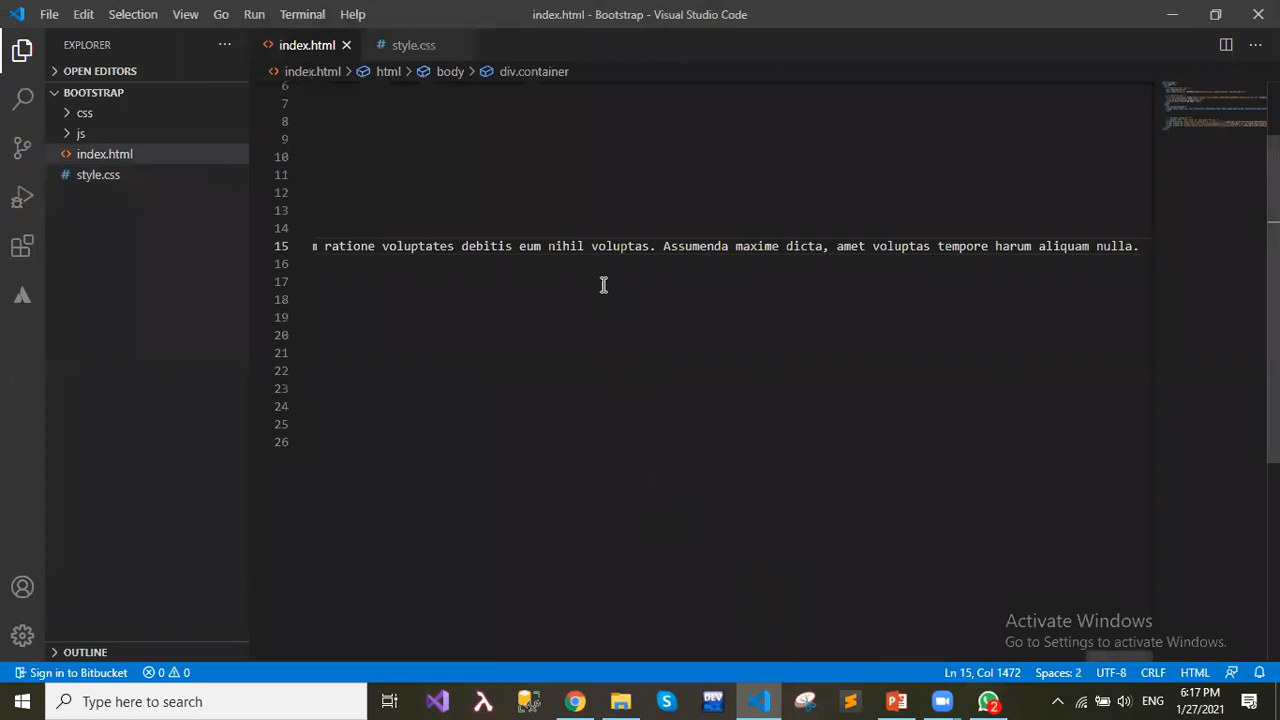 File Edit Selection View Go Run Terminal Help index.html - Bootstrap - Visual Studio Code
EXPLORER index.html style.css
OPEN EDITORS index.html html body div.container
BOOTSTRAP
css
js
index.html
style.css
6
7
8
9
10
11
12
13
14
15 m ratione voluptates debitis eum nihil voluptas. Assumenda maxime dicta, amet voluptas tempore harum aliquam nulla.
16
17
18
19
20
21
22
23
24
25
26
Activate Windows
Go to Settings to activate Windows.
OUTLINE
Sign in to Bitbucket 0 0 Ln 15, Col 1472 Spaces: 2 UTF-8 CRLF HTML
Type here to search DEV 2 ENG 6:17 PM
1/27/2021